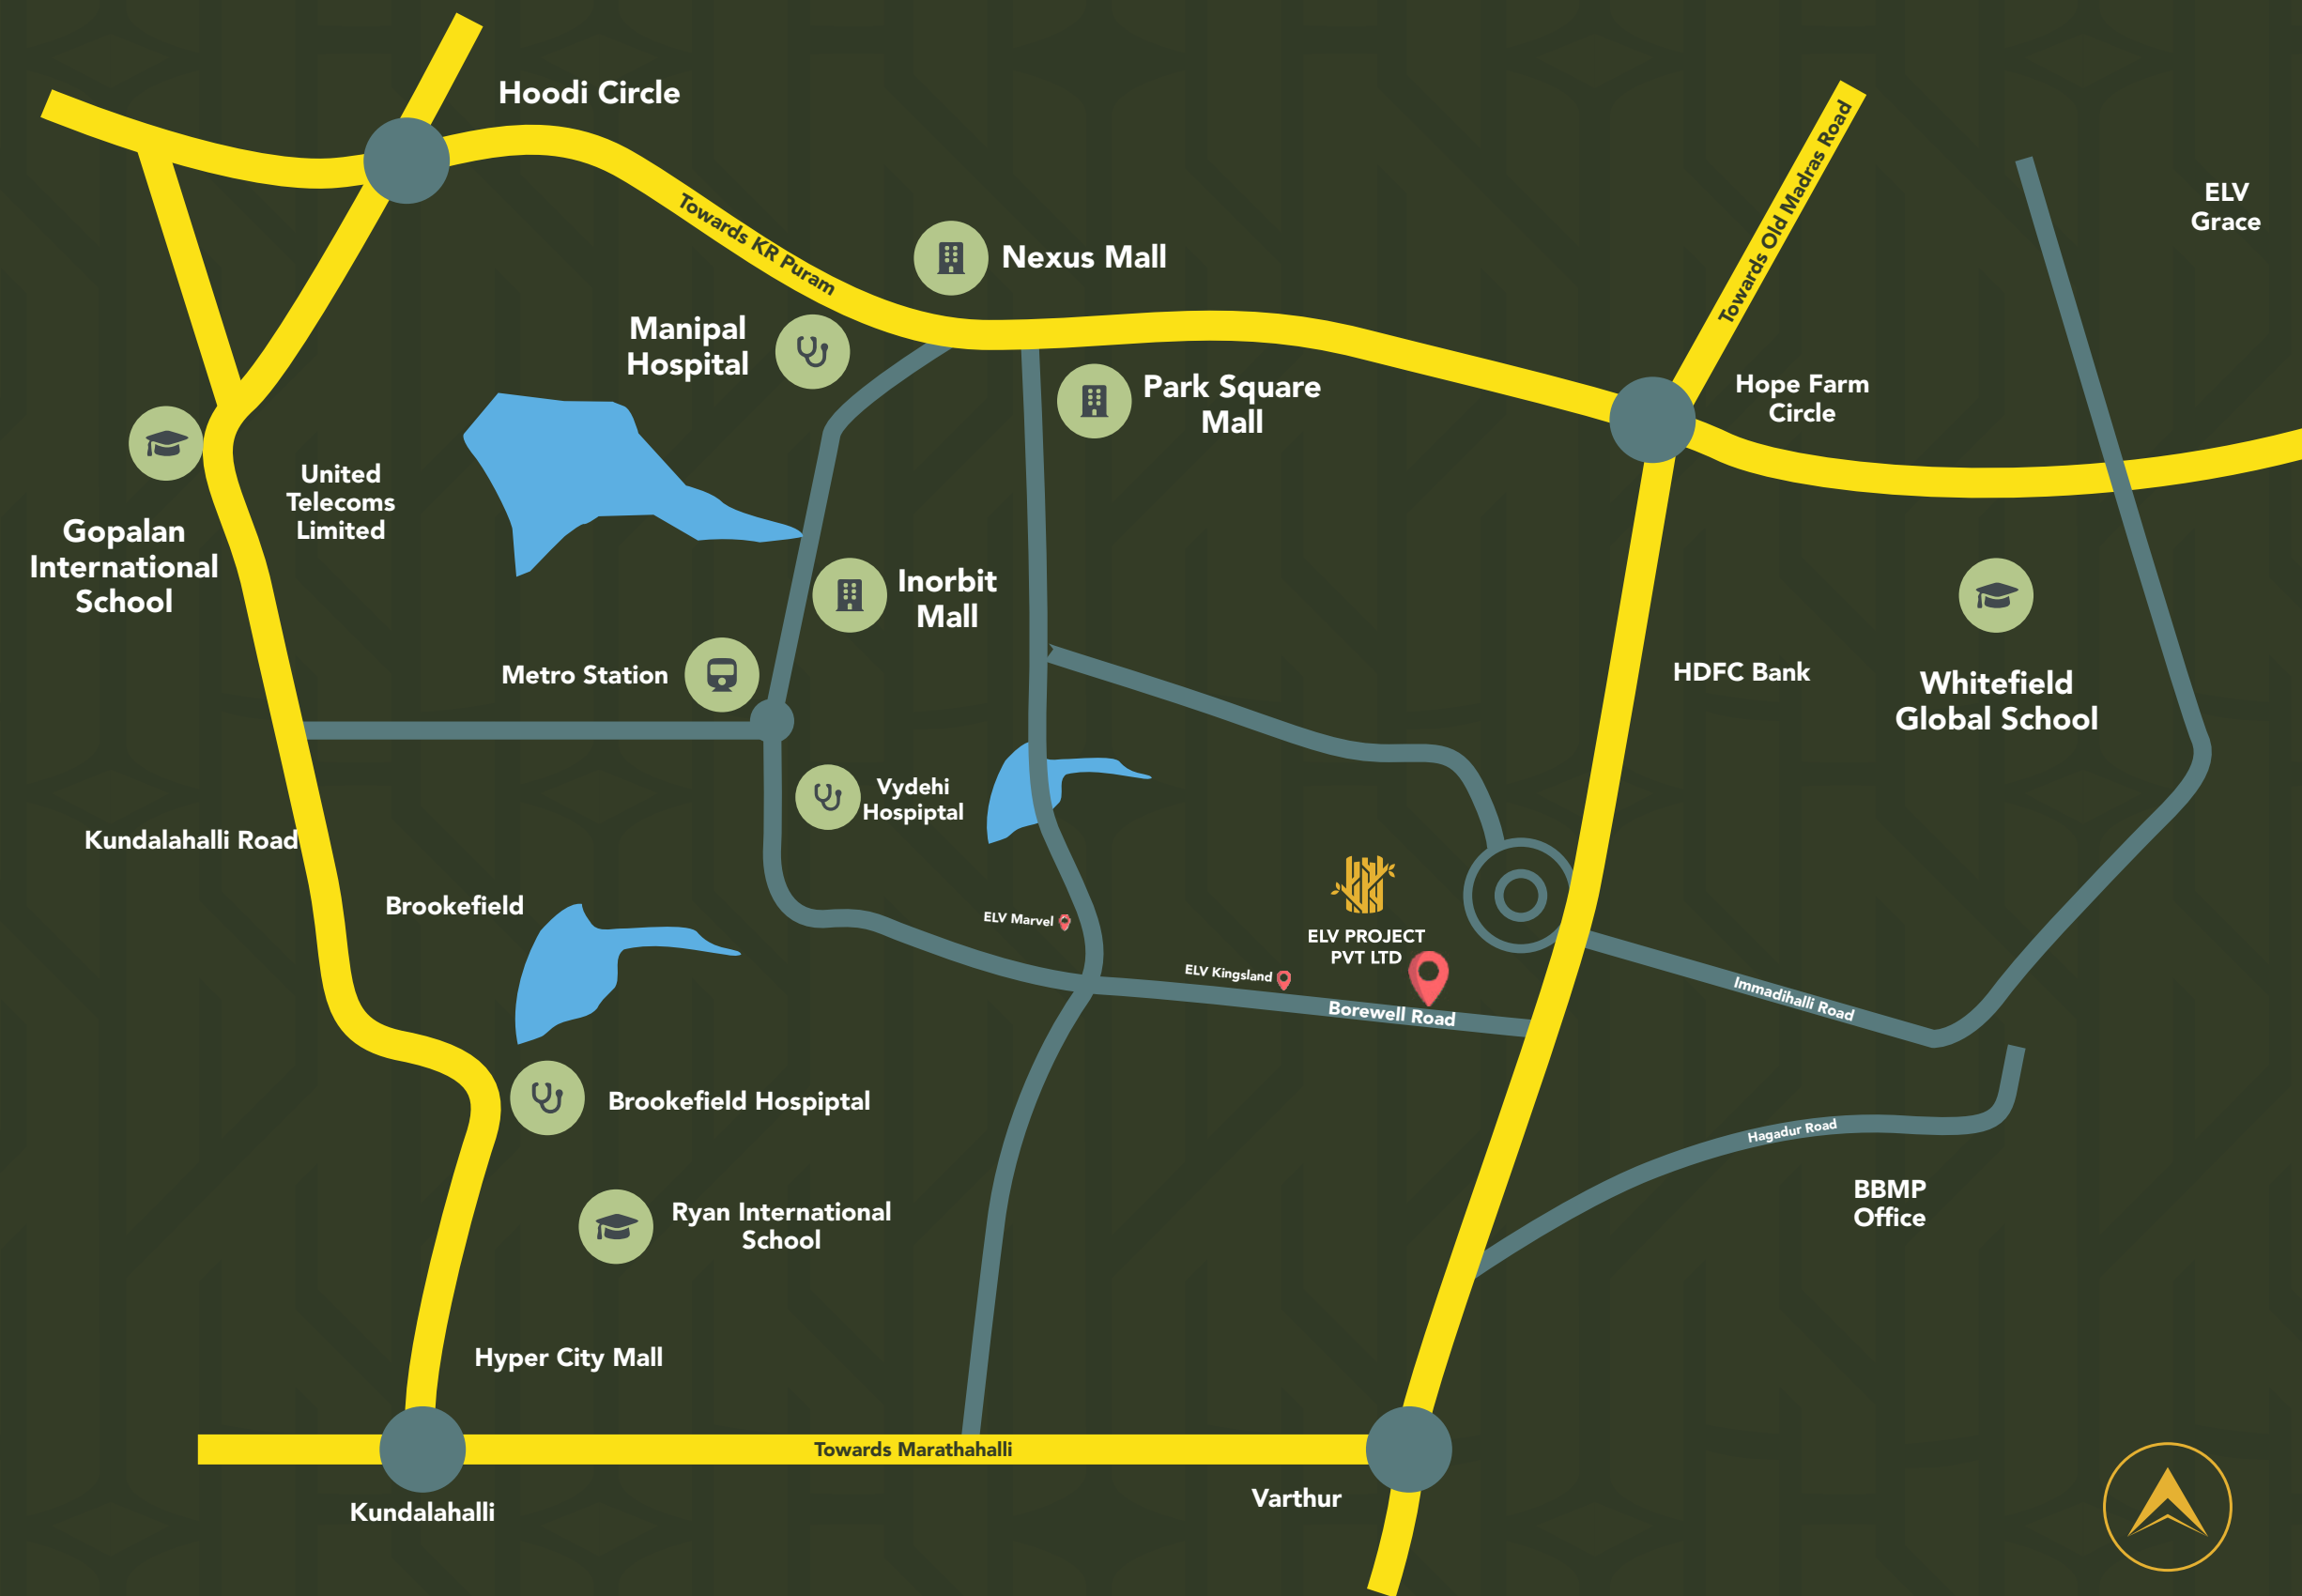 Hoodi Circle
Towards KR Puram
Nexus Mall
Towards Old Madras Road
ELV
Grace
Manipal
Hospital
Park Square
Mall
Hope Farm
Circle
United
Telecoms
Limited
Gopalan
International
School
Inorbit
Mall
Metro Station
HDFC Bank
Whitefield
Global School
Vydehi
Hospiptal
Kundalahalli Road
Brookefield
ELV Marvel
ELV PROJECT
PVT LTD
ELV Kingsland
Borewell Road
Immadihalli Road
Brookefield Hospiptal
Hagadur Road
BBMP
Office
Ryan International
School
Hyper City Mall
Towards Marathahalli
Varthur
Kundalahalli